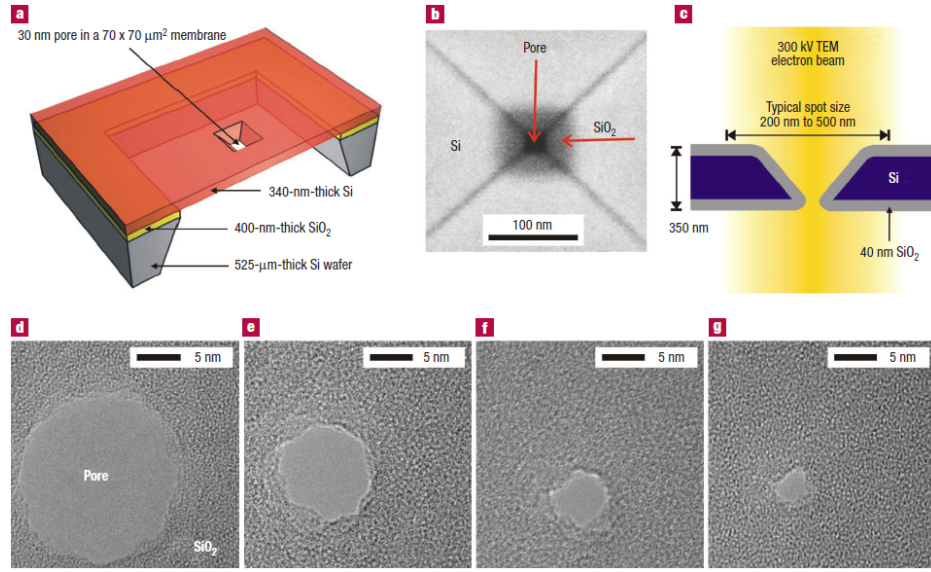 a
30 nm pore in a 70 x 70 μm² membrane
340-nm-thick Si
400-nm-thick SiO₂
525-μm-thick Si wafer
b
Pore
Si
SiO₂
100 nm
c
300 kV TEM
electron beam
Typical spot size
200 nm to 500 nm
Si
350 nm
40 nm SiO₂
d
5 nm
Pore
SiO₂
e
5 nm
f
5 nm
g
5 nm